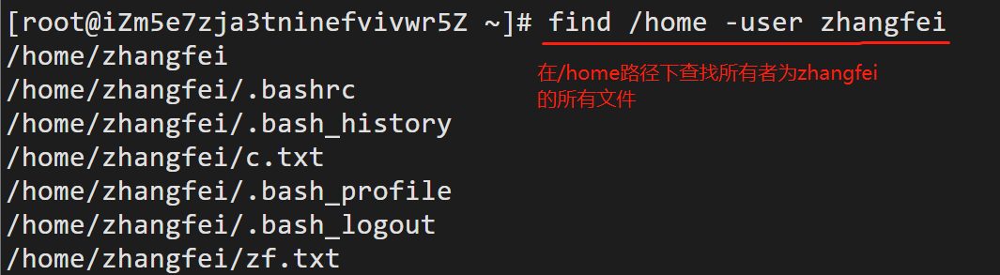 [root@iZm5e7zja3tninefvivwr5Z ~]# find /home -user zhangfei
/home/zhangfei
在/home路径下查找所有者为zhangfei
的所有文件
/home/zhangfei/.bashrc
/home/zhangfei/.bash_history
/home/zhangfei/c.txt
/home/zhangfei/.bash_profile
/home/zhangfei/.bash_logout
/home/zhangfei/zf.txt